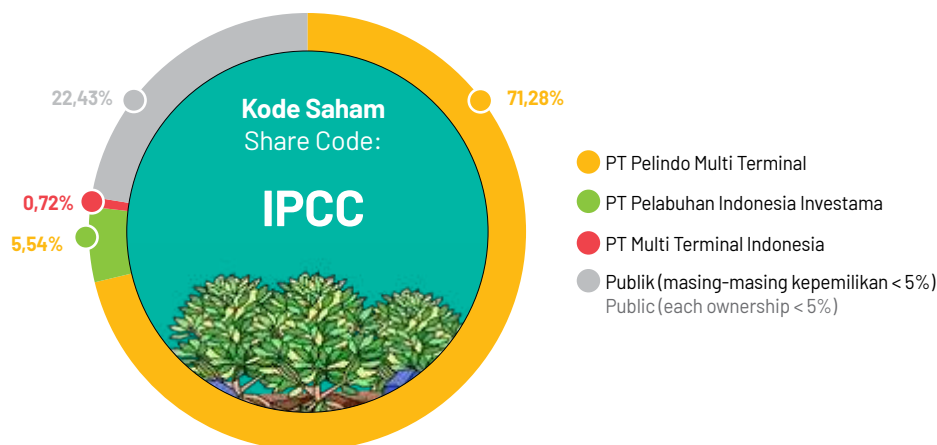 22,43%
71,28%
0,72%
5,54%
Kode Saham
Share Code:
IPCC
PT Pelindo Multi Terminal
PT Pelabuhan Indonesia Investama
PT Multi Terminal Indonesia
Publik (masing-masing kepemilikan < 5%)
Public (each ownership < 5%)